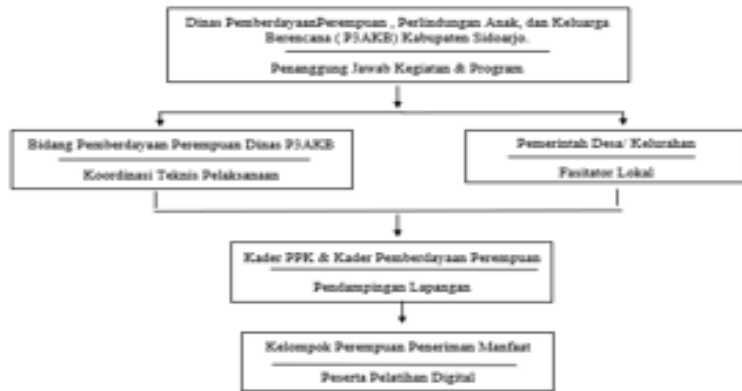 Dinas PemberdayaanPerempuan , Perlindungan Anak, dan Keluarga
Berencana ( P3AKB) Kabupaten Sidoarjo.
Penanggung Jawab Kegiatan & Program
Bidang Pemberdayaan Perempuan Dinas P3AKB
Koordinasi Teknis Pelaksanaan
Pemerintah Desa/ Kelurahan
Fasitator Lokal
Kader PPK & Kader Pemberdayaan Perempuan
Pendampingan Lapangan
Kelompok Perempuan Peneriman Manfaat
Peserta Pelatihan Digital